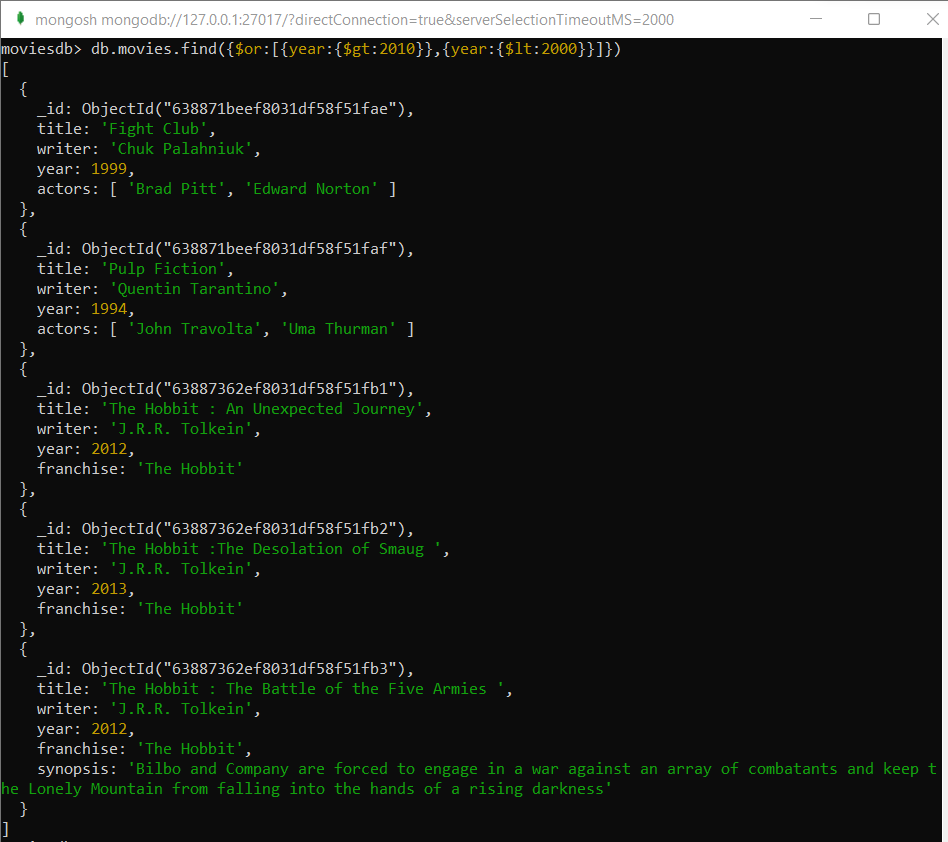 mongosh mongodb://127.0.0.1:27017/?directConnection=true&serverSelectionTimeoutMS=2000
moviesdb> db.movies.find({$or:[{year:{$gt:2010}},{year:{$lt:2000}}]})
[
  {
    _id: ObjectId("638871beef8031df58f51fae"),
    title: 'Fight Club',
    writer: 'Chuk Palahniuk',
    year: 1999,
    actors: [ 'Brad Pitt', 'Edward Norton' ]
  },
  {
    _id: ObjectId("638871beef8031df58f51faf"),
    title: 'Pulp Fiction',
    writer: 'Quentin Tarantino',
    year: 1994,
    actors: [ 'John Travolta', 'Uma Thurman' ]
  },
  {
    _id: ObjectId("63887362ef8031df58f51fb1"),
    title: 'The Hobbit : An Unexpected Journey',
    writer: 'J.R.R. Tolkein',
    year: 2012,
    franchise: 'The Hobbit'
  },
  {
    _id: ObjectId("63887362ef8031df58f51fb2"),
    title: 'The Hobbit :The Desolation of Smaug ',
    writer: 'J.R.R. Tolkein',
    year: 2013,
    franchise: 'The Hobbit'
  },
  {
    _id: ObjectId("63887362ef8031df58f51fb3"),
    title: 'The Hobbit : The Battle of the Five Armies ',
    writer: 'J.R.R. Tolkein',
    year: 2012,
    franchise: 'The Hobbit',
    synopsis: 'Bilbo and Company are forced to engage in a war against an array of combatants and keep t
he Lonely Mountain from falling into the hands of a rising darkness'
  }
]